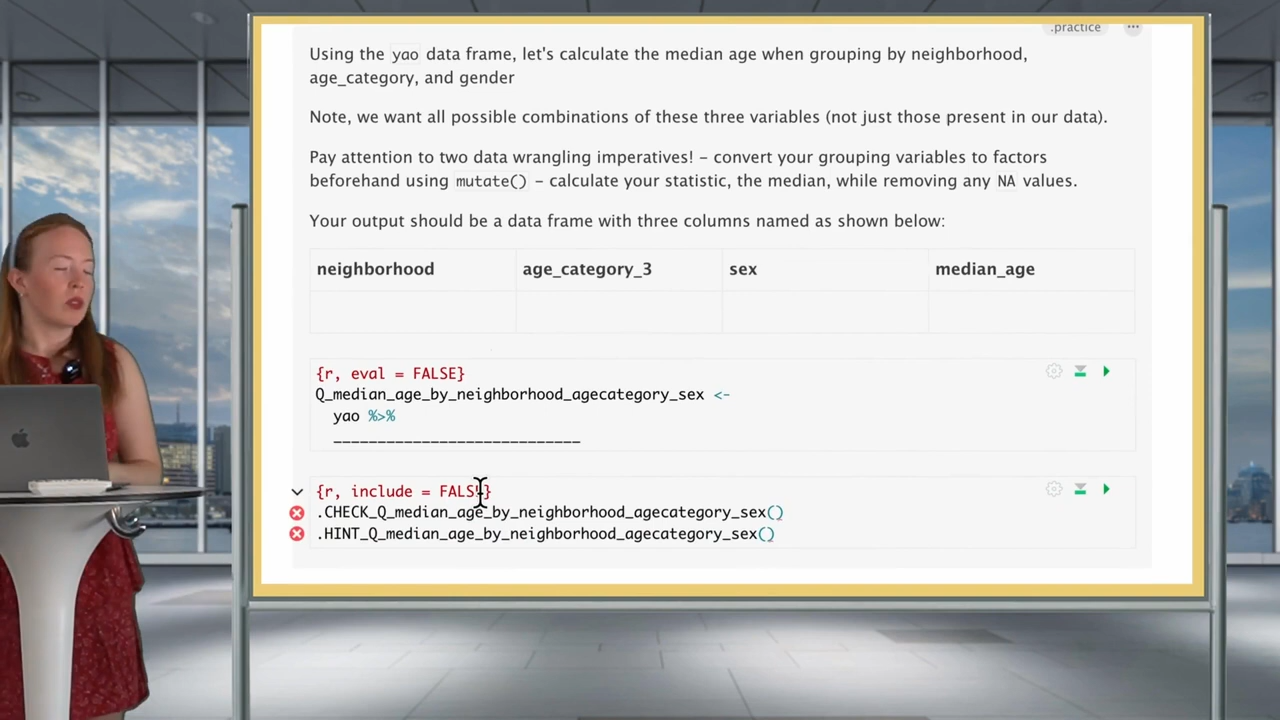 .practice
Using the yao data frame, let's calculate the median age when grouping by neighborhood,
age_category, and gender
Note, we want all possible combinations of these three variables (not just those present in our data).
Pay attention to two data wrangling imperatives! – convert your grouping variables to factors
beforehand using mutate() – calculate your statistic, the median, while removing any NA values.
Your output should be a data frame with three columns named as shown below:
neighborhood age_category_3 sex median_age
{r, eval = FALSE}
Q_median_age_by_neighborhood_agecategory_sex <-
yao %>%
____________________________
{r, include = FALSE}
.CHECK_Q_median_age_by_neighborhood_agecategory_sex()
.HINT_Q_median_age_by_neighborhood_agecategory_sex()